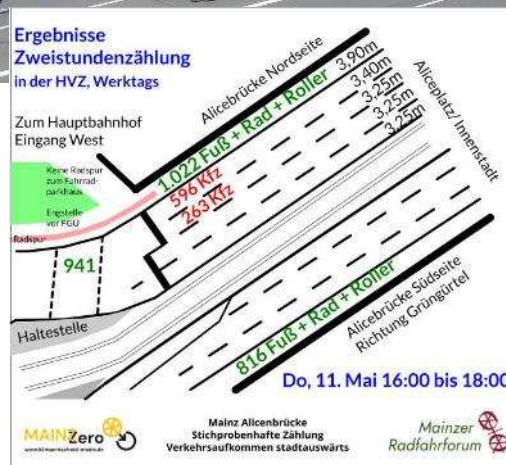 Ergebnisse
Zweistundenzählung
in der HVZ, Werktags
Zum Hauptbahnhof
Eingang West
Keine Radspur
zum Fahrrad-
parkhaus
Engstelle
vor FGÜ
Radspur
941
Haltestelle
Alicebrücke Nordseite
1.022 Fuß + Rad + Roller
596 Kfz
263 Kfz
3,90m
3,40m
3,25m
3,25m
3,25m
Aliceplatz/ Innenstadt
816 Fuß + Rad + Roller
Alicebrücke Südseite
Richtung Grüngürtel
Do, 11. Mai 16:00 bis 18:00
MAINZ Zero
Mainz Alicenbrücke
Stichprobenhafte Zählung
Verkehrsaufkommen stadtauswärts
Mainzer
Radfahrforum